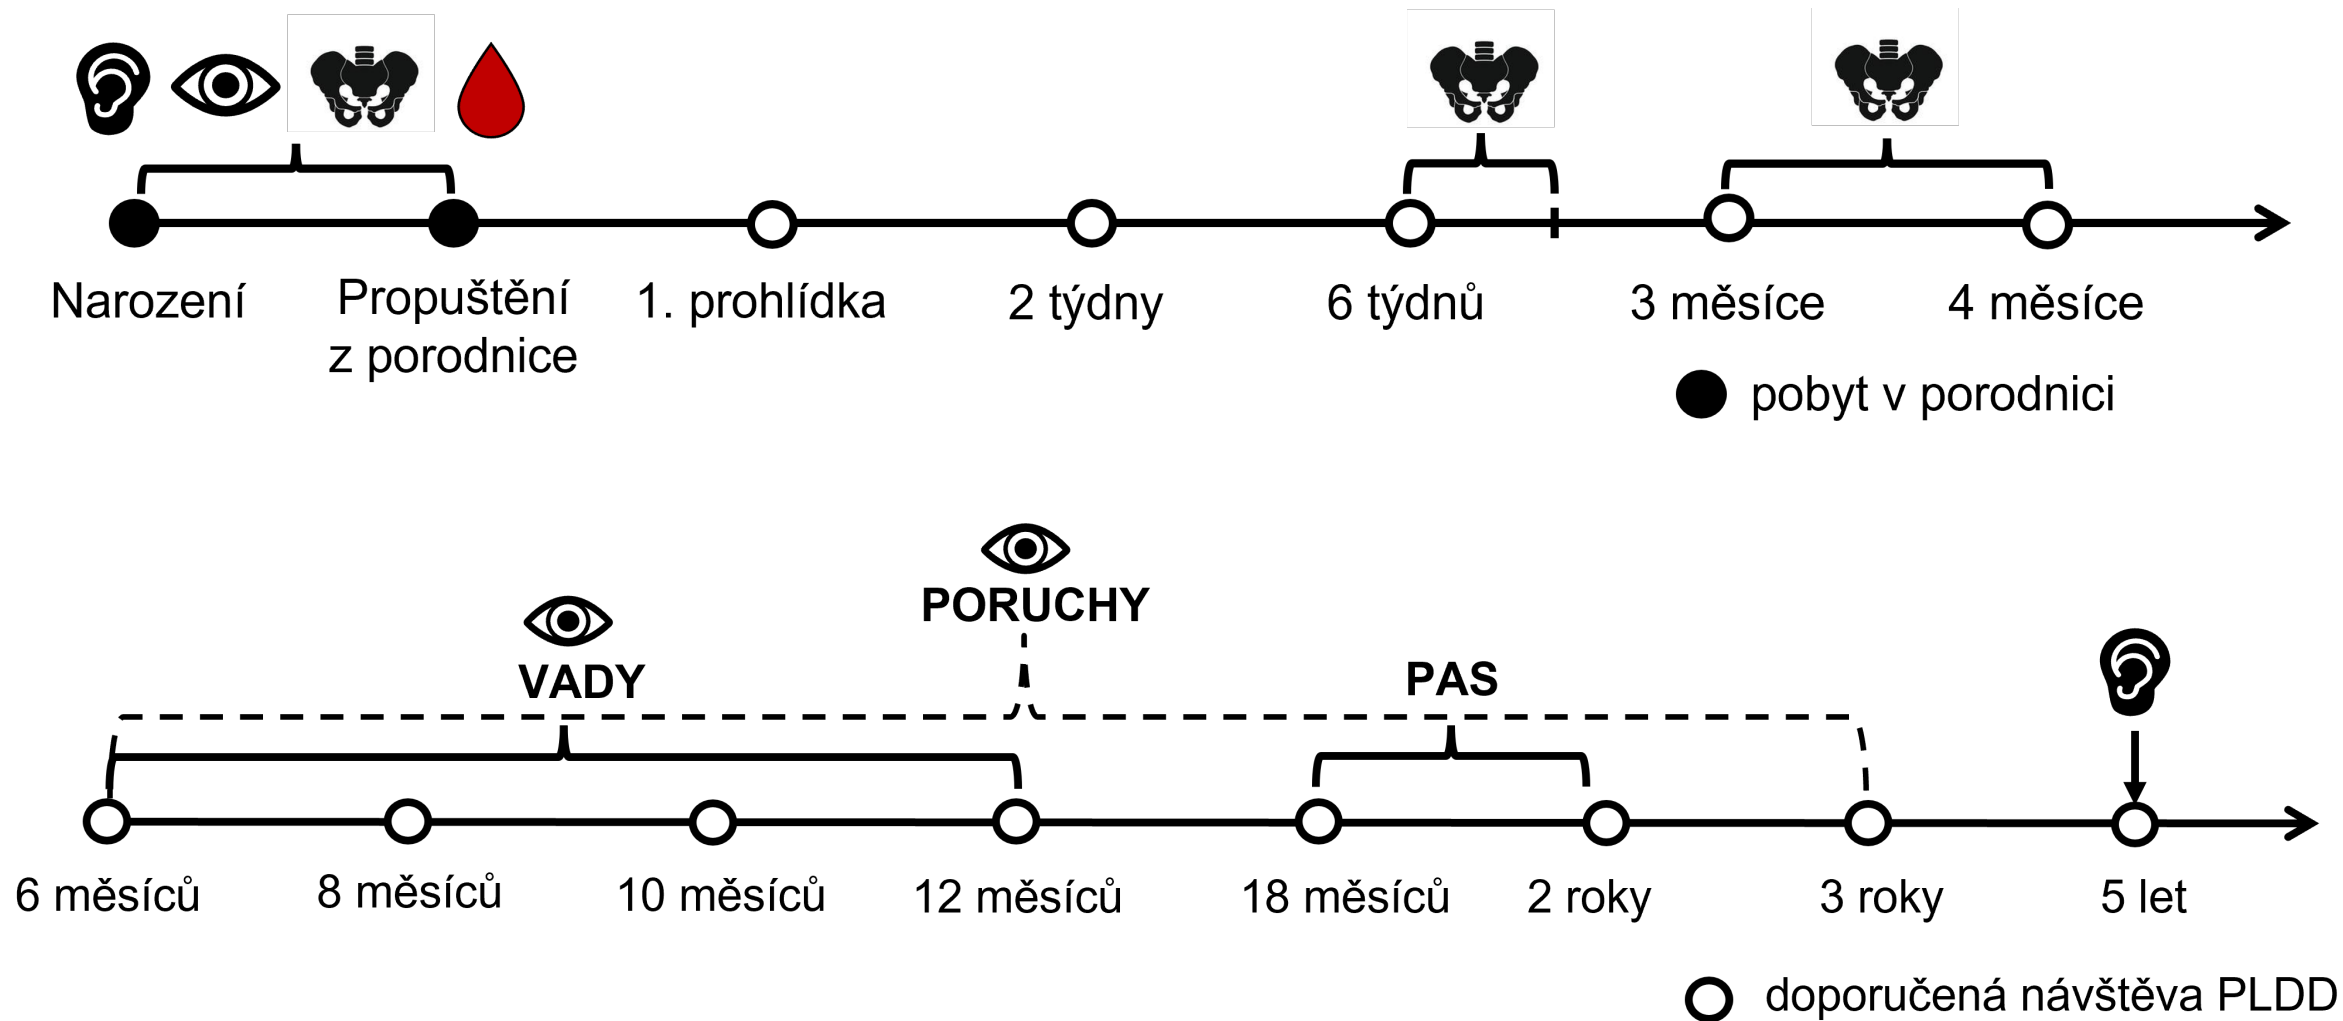 Narození
Propuštění
z porodnice
1. prohlídka
2 týdny
6 týdnů
3 měsíce
4 měsíce
pobyt v porodnici
PORUCHY
VADY
PAS
6 měsíců
8 měsíců
10 měsíců
12 měsíců
18 měsíců
2 roky
3 roky
5 let
doporučená návštěva PLDD